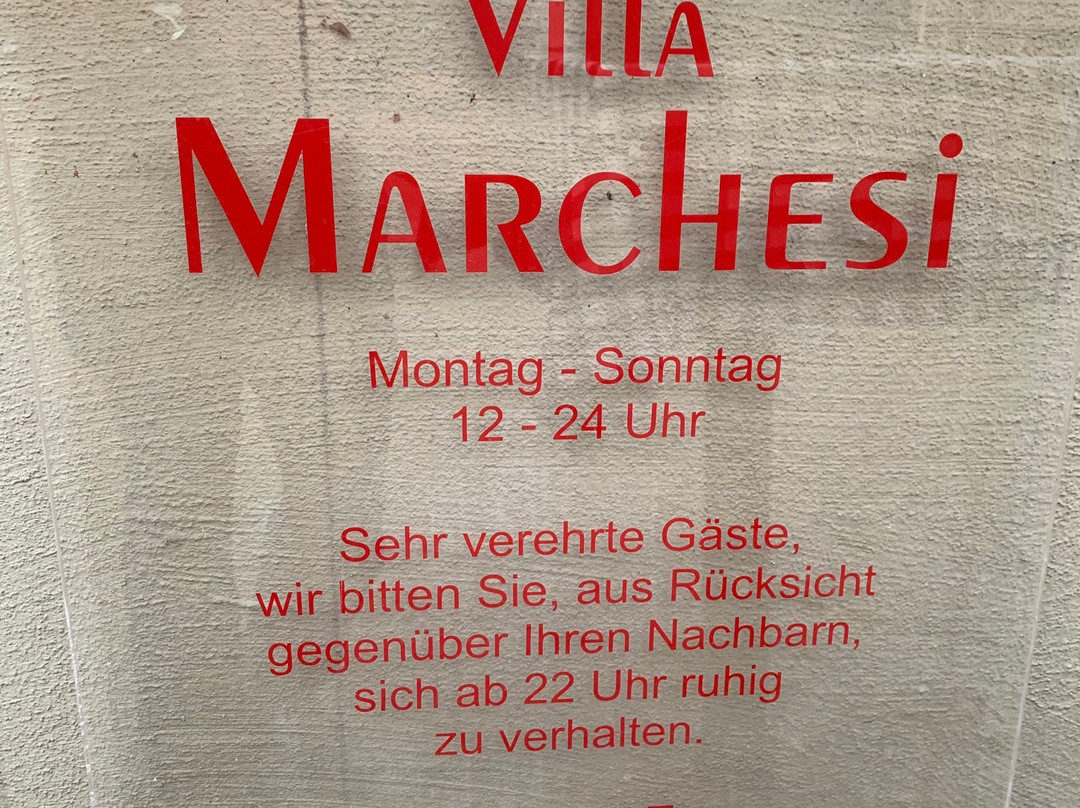 Villa
Marchesi
Montag - Sonntag
12 - 24 Uhr
Sehr verehrte Gäste,
wir bitten Sie, aus Rücksicht
gegenüber Ihren Nachbarn,
sich ab 22 Uhr ruhig
zu verhalten.